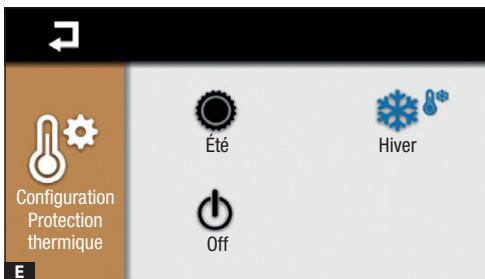 Été
Hiver
Configuration
Protection
thermique
Off
E